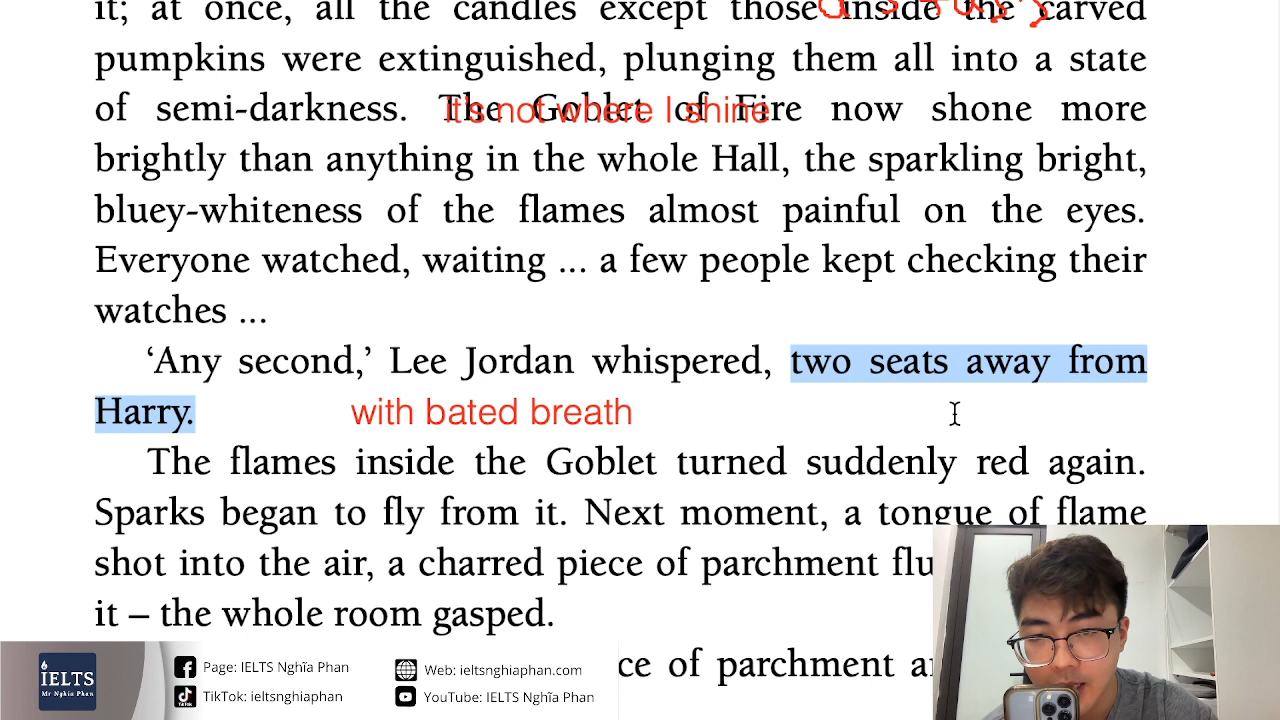 it; at once, all the candles except those inside the carved
pumpkins were extinguished, plunging them all into a state
of semi-darkness. The Goblet of Fire now shone more
It's not where I shine
brightly than anything in the whole Hall, the sparkling bright,
bluey-whiteness of the flames almost painful on the eyes.
Everyone watched, waiting ... a few people kept checking their
watches ...
‘Any second,’ Lee Jordan whispered, two seats away from
Harry.
with bated breath
The flames inside the Goblet turned suddenly red again.
Sparks began to fly from it. Next moment, a tongue of flame
shot into the air, a charred piece of parchment flu
it – the whole room gasped.
ce of parchment a
IELTS
Mr Nghia Phan
Page: IELTS Nghĩa Phan
TikTok: ieltsnghiaphan
Web: ieltsnghiaphan.com
YouTube: IELTS Nghĩa Phan